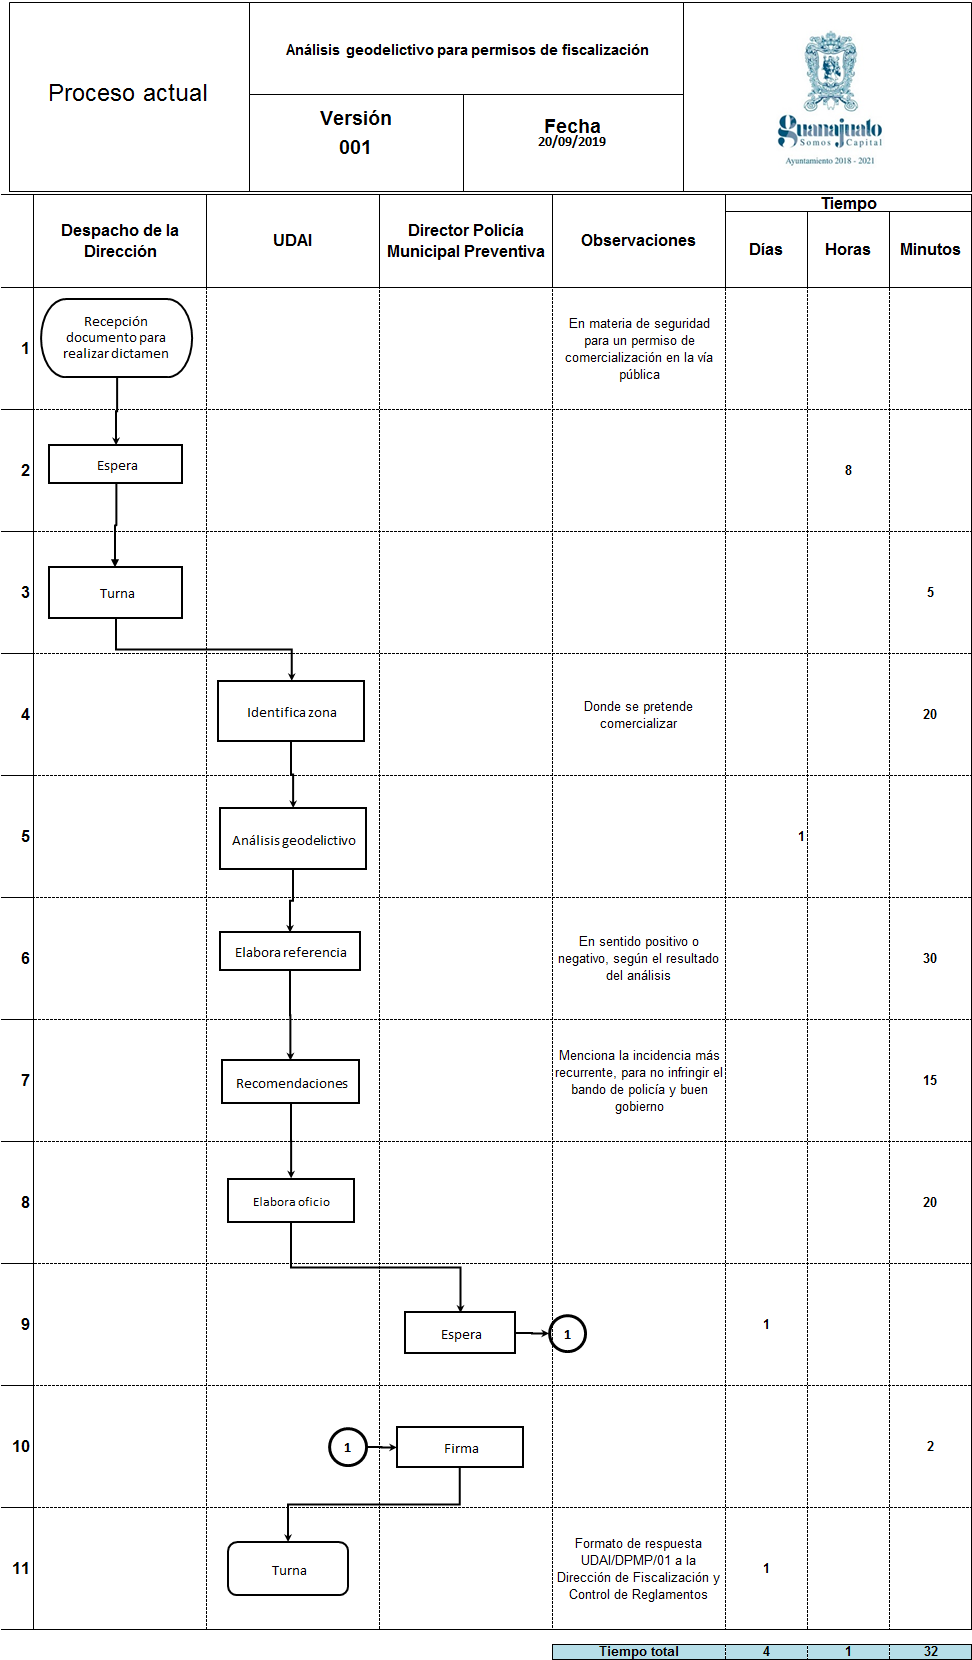 Proceso actual
Análisis geodelictivo para permisos de fiscalización
Versión
001
Fecha
20/09/2019
Guanajuato
Somos Capital
Ayuntamiento 2018 - 2021
Despacho de la
Dirección
UDAI
Director Policía
Municipal Preventiva
Observaciones
Tiempo
Días
Horas
Minutos
1
Recepción
documento para
realizar dictamen
En materia de seguridad
para un permiso de
comercialización en la vía
pública
2
Espera
8
3
Turna
5
4
Identifica zona
Donde se pretende
comercializar
20
5
Análisis geodelictivo
1
6
Elabora referencia
En sentido positivo o
negativo, según el resultado
del análisis
30
7
Recomendaciones
Menciona la incidencia más
recurrente, para no infringir el
bando de policía y buen
gobierno
15
8
Elabora oficio
20
9
Espera
1
1
10
1
Firma
2
11
Turna
Formato de respuesta
UDAI/DPMP/01 a la
Dirección de Fiscalización y
Control de Reglamentos
1
Tiempo total
4
1
32